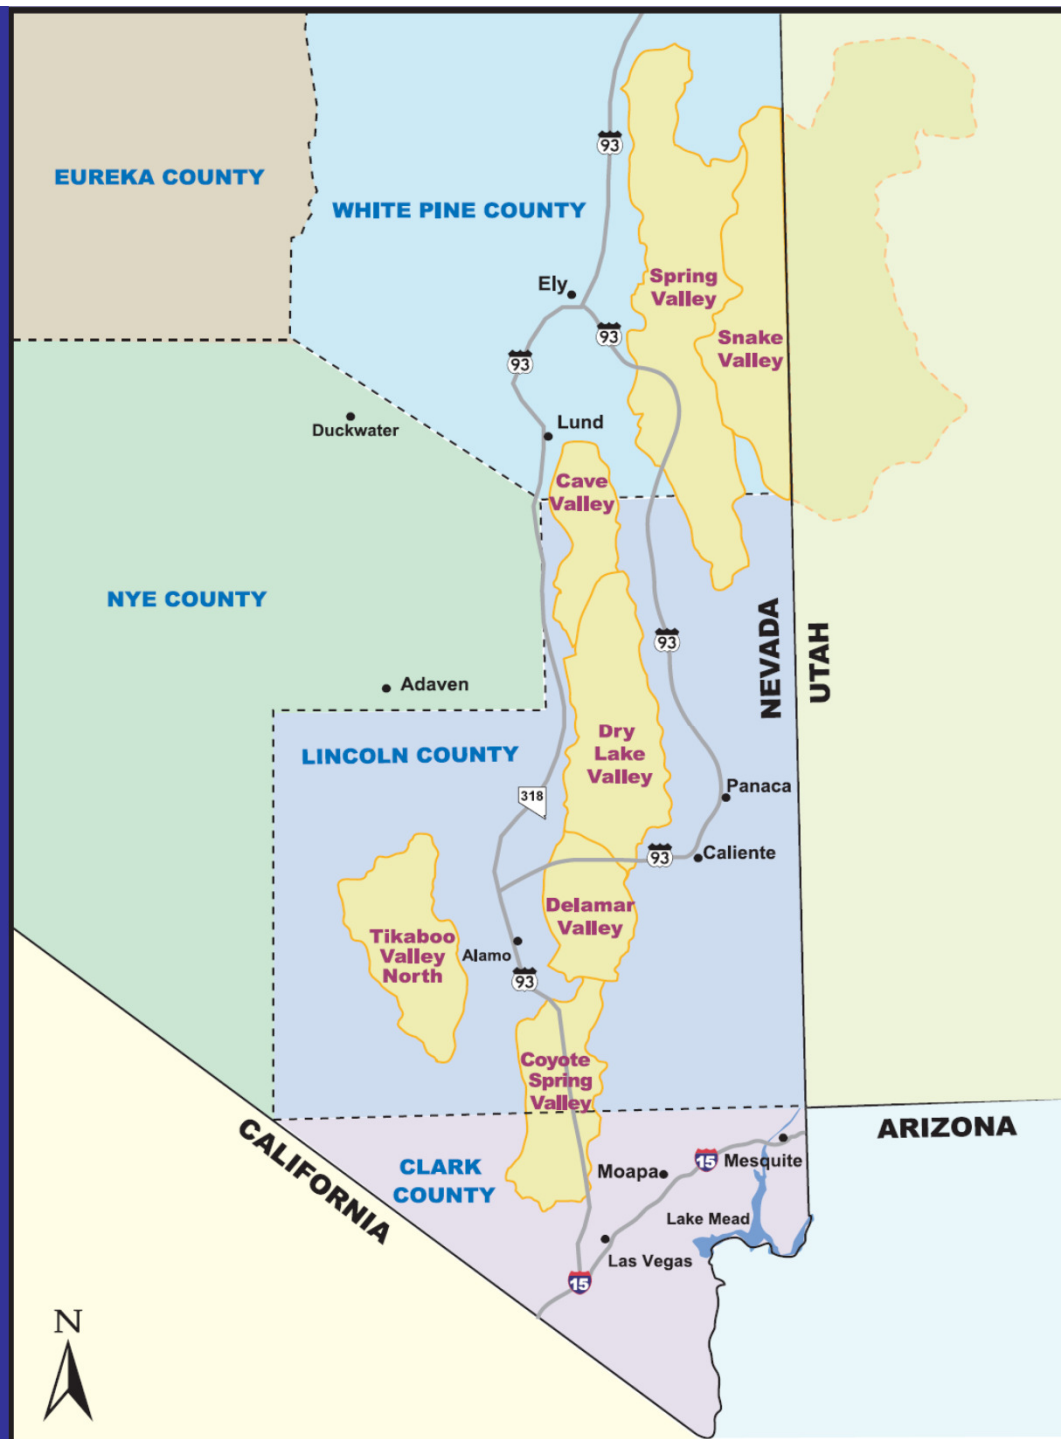 93
EUREKA COUNTY
WHITE PINE COUNTY
Spring
Valley
Ely
93
Snake
Valley
93
Duckwater
Lund
Cave
Valley
NYE COUNTY
NEVADA
UTAH
93
Adaven
Dry
Lake
Valley
LINCOLN COUNTY
Panaca
318
93
Caliente
Delamar
Valley
Tikaboo
Valley
North
Alamo
93
Coyote
Spring
Valley
ARIZONA
CALIFORNIA
CLARK
COUNTY
Moapa
15
Mesquite
Lake Mead
Las Vegas
15
N